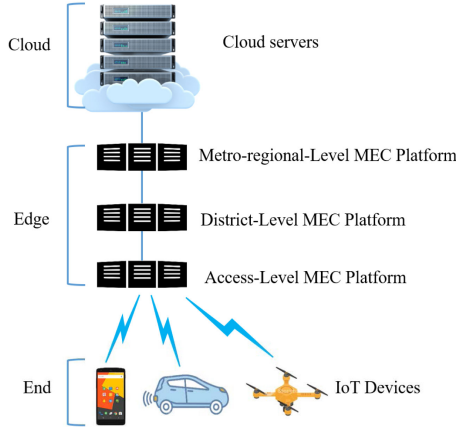 Cloud
Cloud servers
Metro-regional-Level MEC Platform
Edge
District-Level MEC Platform
Access-Level MEC Platform
End
IoT Devices